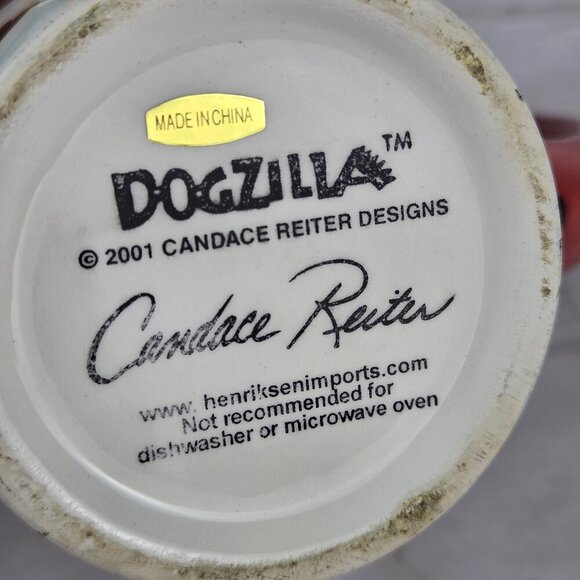 MADE IN CHINA
DOGZILLA™
© 2001 CANDACE REITER DESIGNS
Candace Reiter
www. henriksenimports.com
Not recommended for
dishwasher or microwave oven